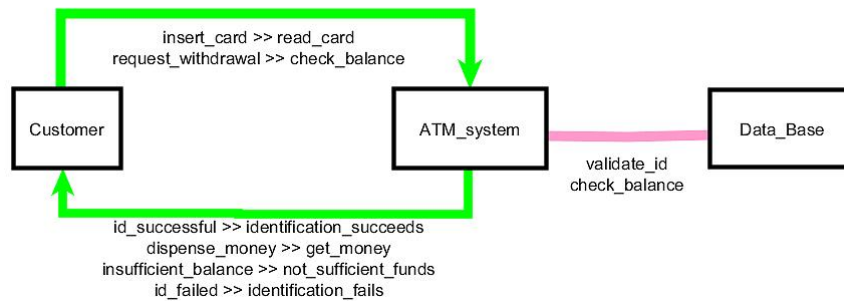 insert_card >> read_card
request_withdrawal >> check_balance
Customer
ATM_system
Data_Base
validate_id
check_balance
id_successful >> identification_succeeds
dispense_money >> get_money
insufficient_balance >> not_sufficient_funds
id_failed >> identification_fails